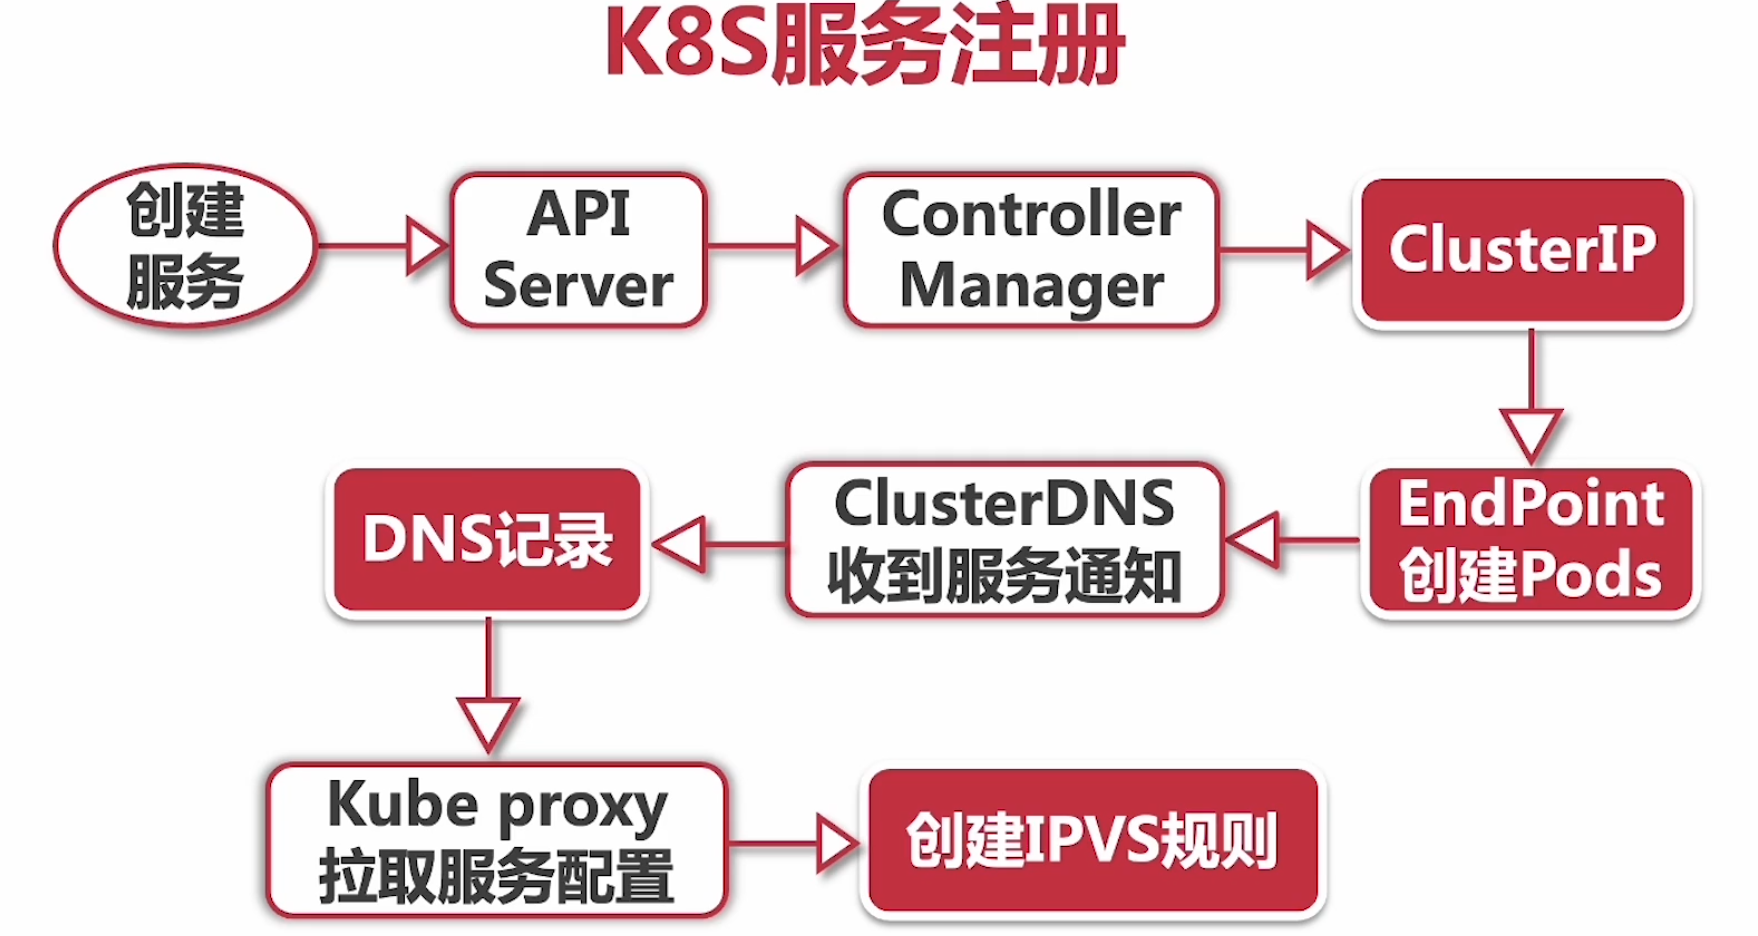 K8S服务注册
创建
服务
API
Server
Controller
Manager
ClusterIP
EndPoint
创建Pods
ClusterDNS
收到服务通知
DNS记录
Kube proxy
拉取服务配置
创建IPVS规则